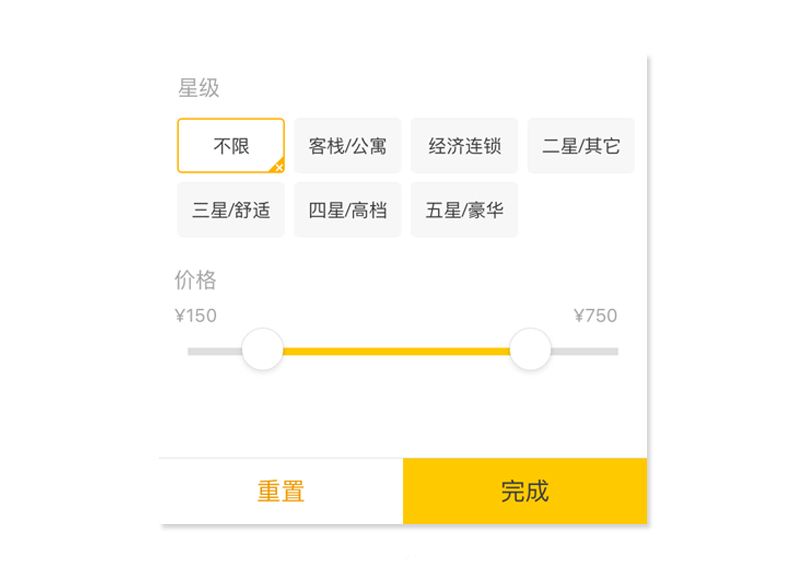 星级
不限 客栈/公寓 经济连锁 二星/其它
三星/舒适 四星/高档 五星/豪华
价格
¥150 ¥750
重置 完成